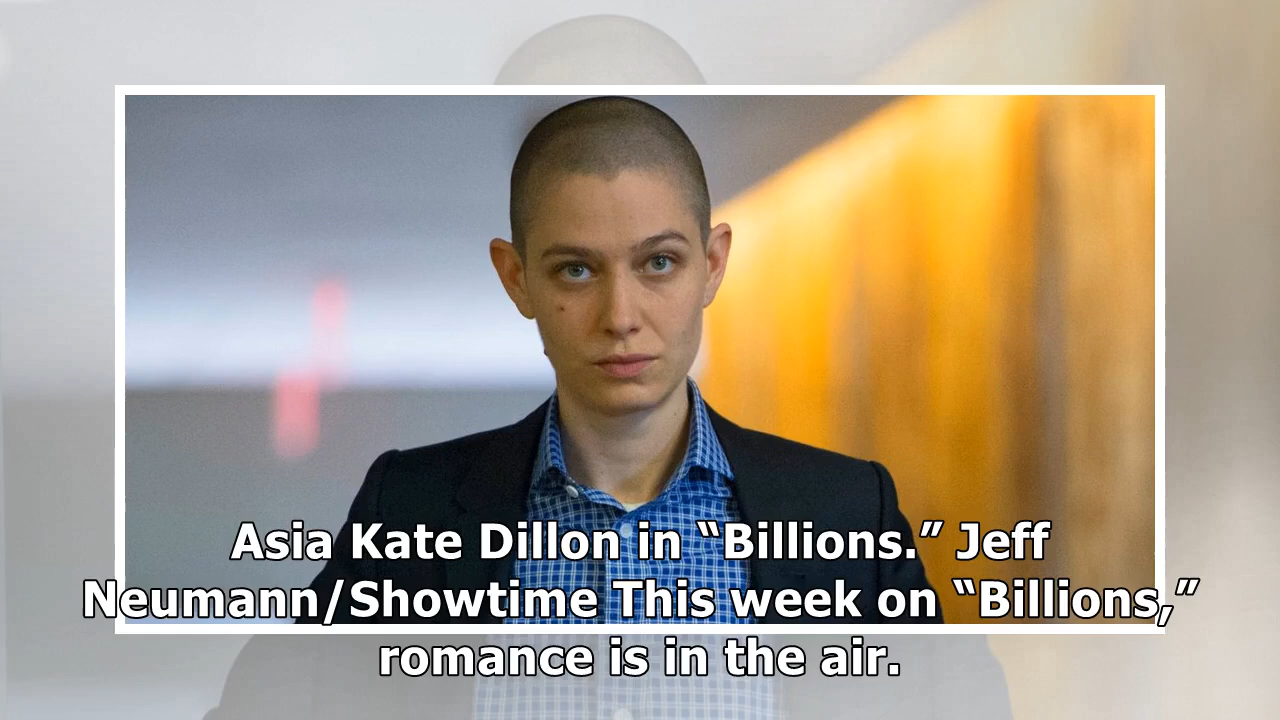 Asia Kate Dillon in “Billions.” Jeff
Neumann/Showtime This week on “Billions,”
romance is in the air.